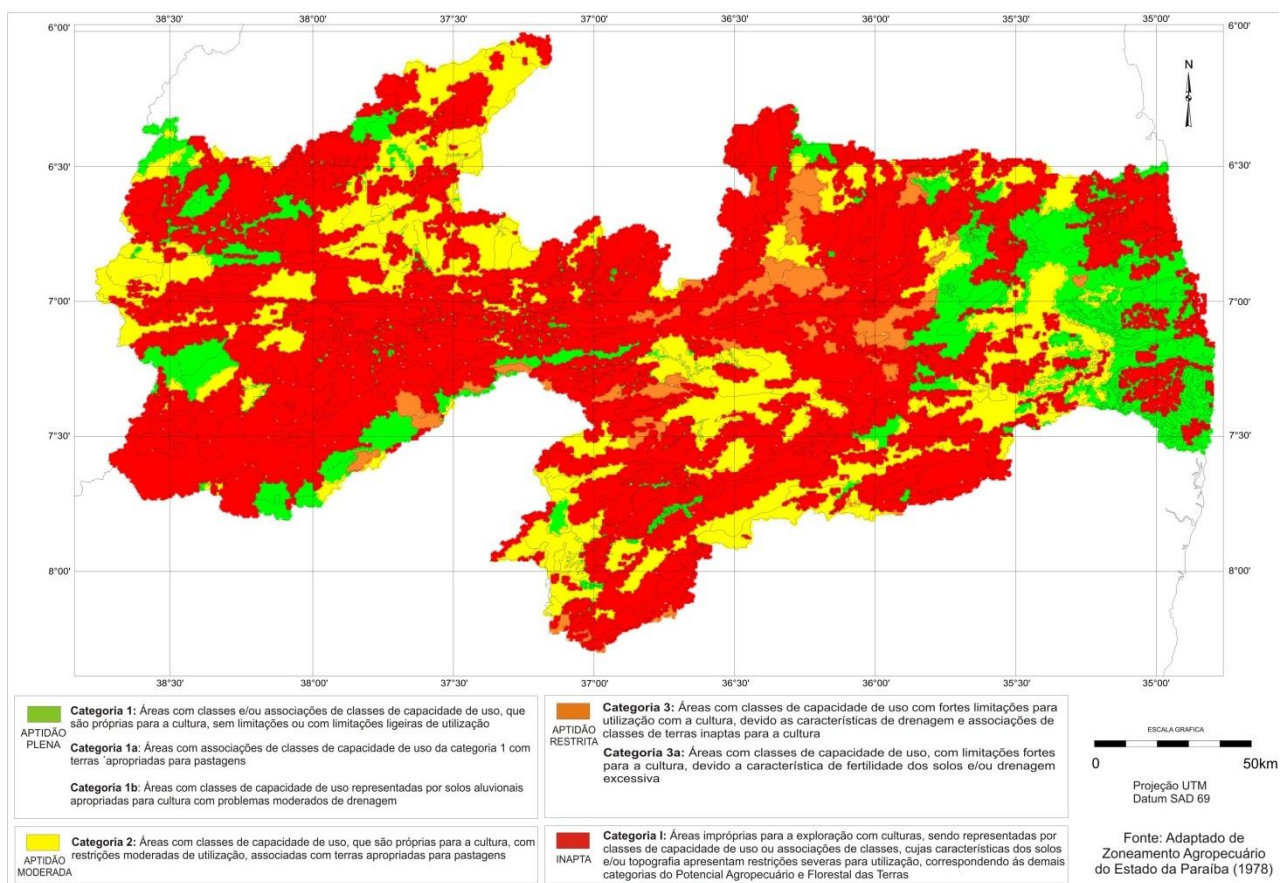 38°30' 38°00' 37°30' 37°00' 36°30' 36°00' 35°30' 35°00'
6°00' 6°00'
N
6°30' 6°30'
7°00' 7°00'
7°30' 7°30'
8°00' 8°00'
38°30' 38°00' 37°30' 37°00' 36°30' 36°00' 35°30' 35°00'
APTIDÃO
PLENA
Categoria 1: Áreas com classes e/ou associações de classes de capacidade de uso, que
são próprias para a cultura, sem limitações ou com limitações ligeiras de utilização
Categoria 1a: Áreas com associações de classes de capacidade de uso da categoria 1 com
terras ´apropriadas para pastagens
Categoria 1b: Áreas com classes de capacidade de uso representadas por solos aluvionais
apropriadas para cultura com problemas moderados de drenagem
APTIDÃO
MODERADA
Categoria 2: Áreas com classes de capacidade de uso, que são próprias para a cultura, com
restrições moderadas de utilização, associadas com terras apropriadas para pastagens
APTIDÃO
RESTRITA
Categoria 3: Áreas com classes de capacidade de uso com fortes limitações para
utilização com a cultura, devido as características de drenagem e associações de
classes de terras inaptas para a cultura
Categoria 3a: Áreas com classes de capacidade de uso, com limitações fortes
para a cultura, devido a característica de fertilidade dos solos e/ou drenagem
excessiva
INAPTA
Categoria I: Áreas impróprias para a exploração com culturas, sendo representadas por
classes de capacidade de uso ou associações de classes, cujas características dos solos
e/ou topografia apresentam restrições severas para utilização, correspondendo ás demais
categorias do Potencial Agropecuário e Florestal das Terras
ESCALA GRAFICA
0 50km
Projeção UTM
Datum SAD 69
Fonte: Adaptado de
Zoneamento Agropecuário
do Estado da Paraíba (1978)